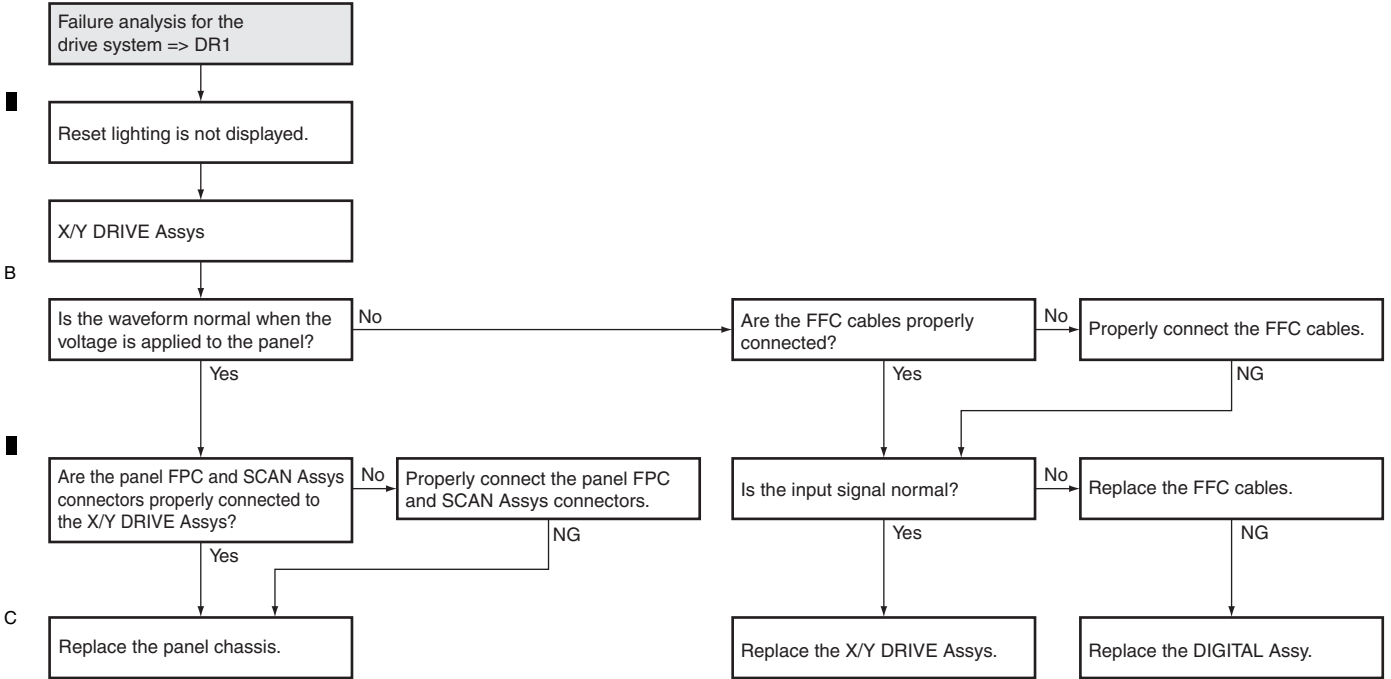 Failure analysis for the
drive system => DR1
Reset lighting is not displayed.
X/Y DRIVE Assys
B
Is the waveform normal when the
voltage is applied to the panel?
No
Yes
Are the FFC cables properly
connected?
No
Yes
Properly connect the FFC cables.
NG
Are the panel FPC and SCAN Assys
connectors properly connected to
the X/Y DRIVE Assys?
No
Yes
Properly connect the panel FPC
and SCAN Assys connectors.
NG
Is the input signal normal?
No
Yes
Replace the FFC cables.
NG
C
Replace the panel chassis.
Replace the X/Y DRIVE Assys.
Replace the DIGITAL Assy.